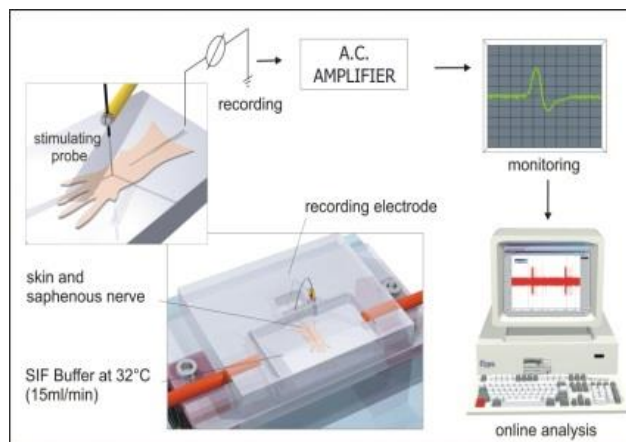 A.C.
AMPLIFIER
recording
stimulating
probe
monitoring
recording electrode
skin and
saphenous nerve
SIF Buffer at 32°C
(15ml/min)
online analysis